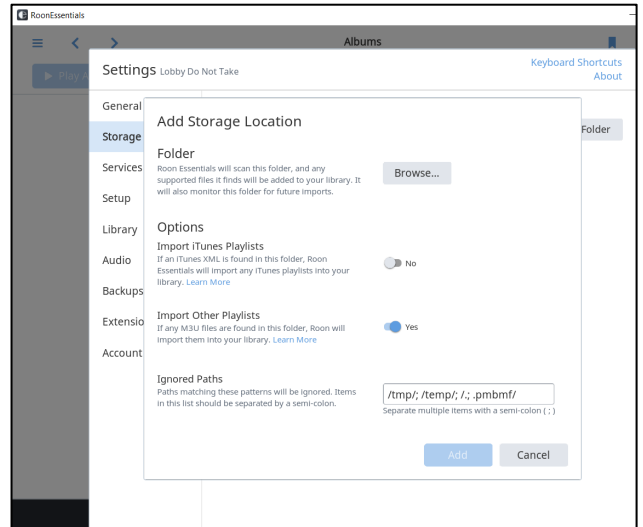 RoonEssentials
Albums
Play A
Settings Lobby Do Not Take
Keyboard Shortcuts
About
General
Storage
Services
Setup
Library
Audio
Backups
Extensio
Account
Folder
Add Storage Location
Folder
Roon Essentials will scan this folder, and any
supported files it finds will be added to your library. It
will also monitor this folder for future imports.
Browse...
Options
Import iTunes Playlists
If an iTunes XML is found in this folder, Roon
Essentials will import any iTunes playlists into your
library. Learn More
No
Import Other Playlists
If any M3U files are found in this folder, Roon will
import them into your library. Learn More
Yes
Ignored Paths
Paths matching these patterns will be ignored. Items
in this list should be separated by a semi-colon.
/tmp/; /temp/; /.; .pmbmf/
Separate multiple items with a semi-colon ( ; )
Add
Cancel